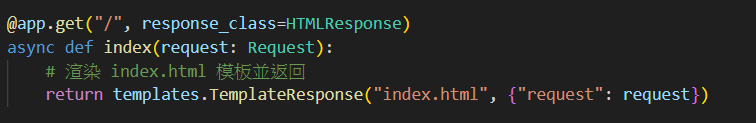 @app.get("/", response_class=HTMLResponse)
async def index(request: Request):
    # 渲染 index.html 模板並返回
    return templates.TemplateResponse("index.html", {"request": request})